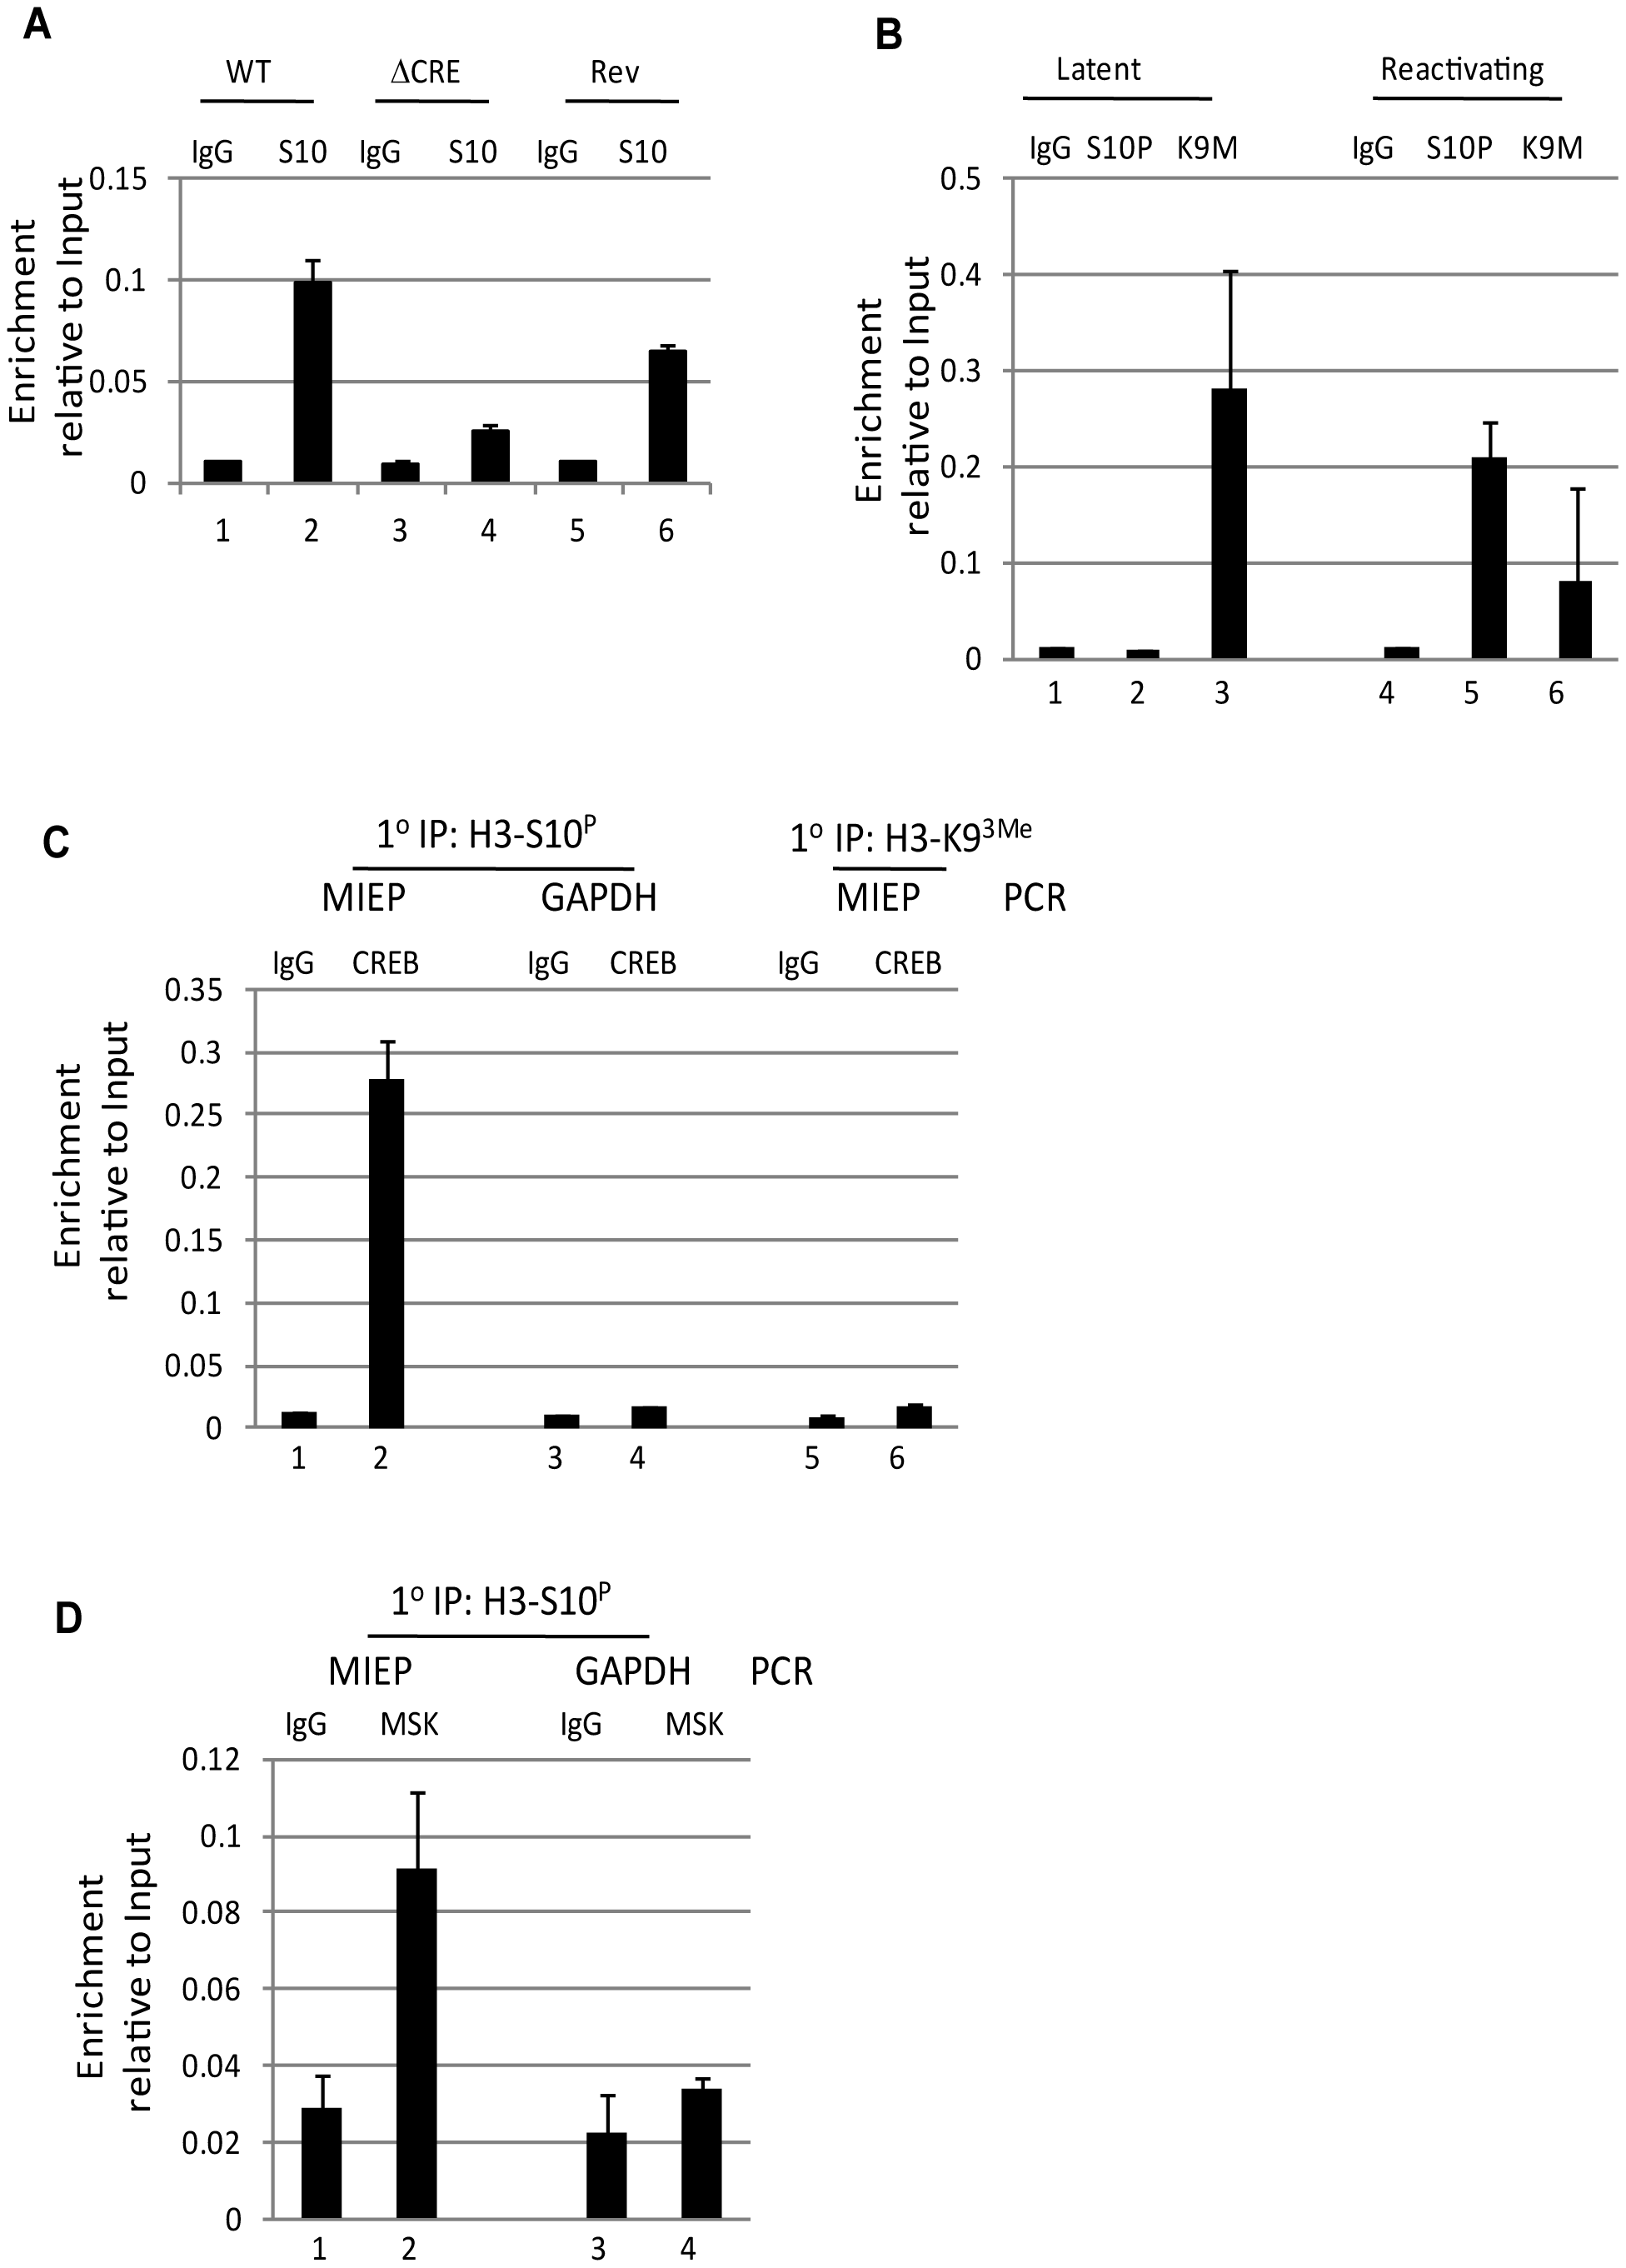 A
WT ΔCRE Rev
IgG S10 IgG S10 IgG S10
Enrichment
relative to Input
0.15
0.1
0.05
0
1 2 3 4 5 6
B
Latent Reactivating
IgG S10P K9M IgG S10P K9M
Enrichment
relative to Input
0.5
0.4
0.3
0.2
0.1
0
1 2 3 4 5 6
C
1º IP: H3-S10ᴾ 1º IP: H3-K9³ᴹᵉ
MIEP GAPDH MIEP PCR
IgG CREB IgG CREB IgG CREB
Enrichment
relative to Input
0.35
0.3
0.25
0.2
0.15
0.1
0.05
0
1 2 3 4 5 6
D
1º IP: H3-S10ᴾ
MIEP GAPDH PCR
IgG MSK IgG MSK
Enrichment
relative to Input
0.12
0.1
0.08
0.06
0.04
0.02
0
1 2 3 4